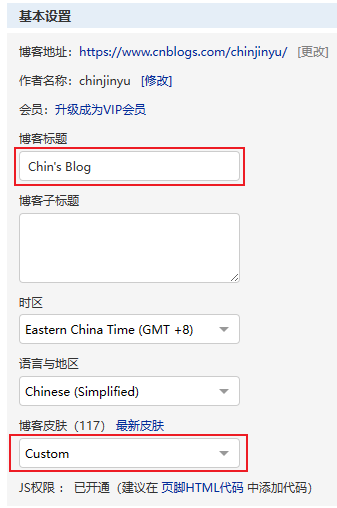 基本设置
博客地址：https://www.cnblogs.com/chinjinyu/ [更改]
作者名称：chinjinyu [修改]
会员：升级成为VIP会员
博客标题
Chin's Blog
博客子标题
时区
Eastern China Time (GMT +8)
语言与地区
Chinese (Simplified)
博客皮肤（117） 最新皮肤
Custom
JS权限： 已开通（建议在 页脚HTML代码 中添加代码）